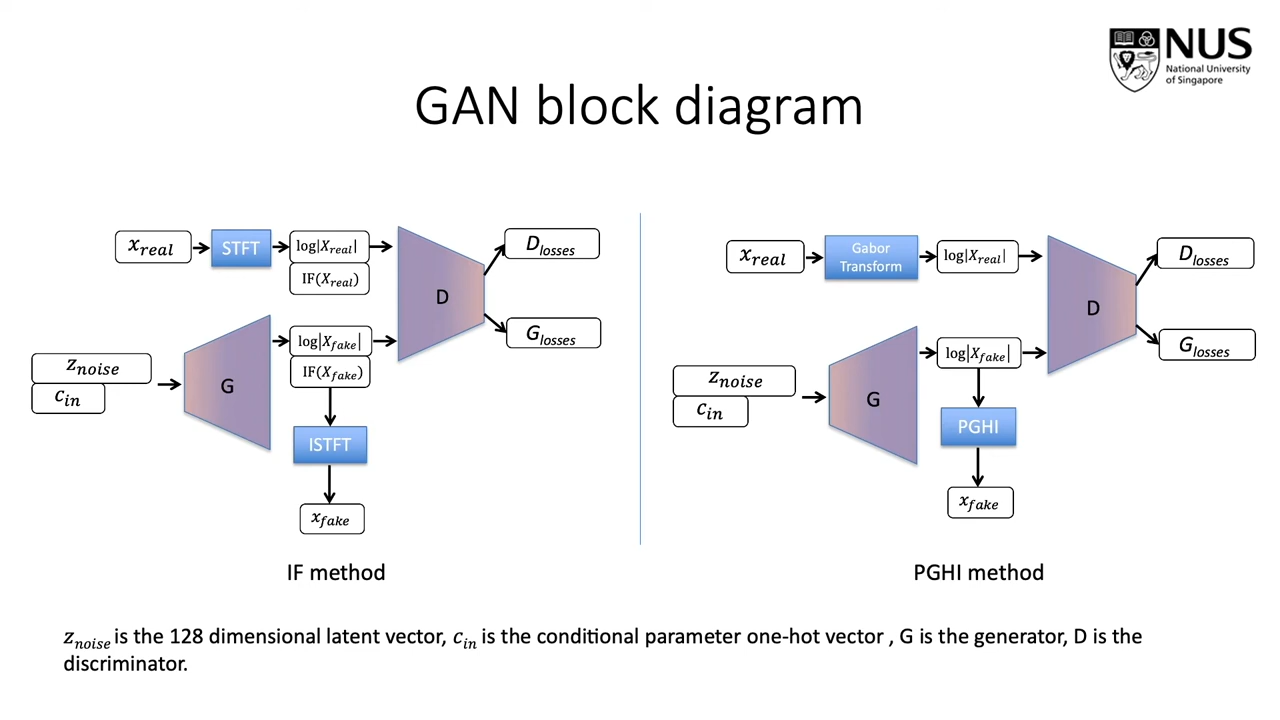 NUS
National University
of Singapore
GAN block diagram
x_real
STFT
log|X_real|
IF(X_real)
D
D_losses
G_losses
z_noise
c_in
G
log|X_fake|
IF(X_fake)
ISTFT
x_fake
IF method
x_real
Gabor
Transform
log|X_real|
D
D_losses
G_losses
z_noise
c_in
G
log|X_fake|
PGHI
x_fake
PGHI method
z_noise is the 128 dimensional latent vector, c_in is the conditional parameter one-hot vector , G is the generator, D is the
discriminator.